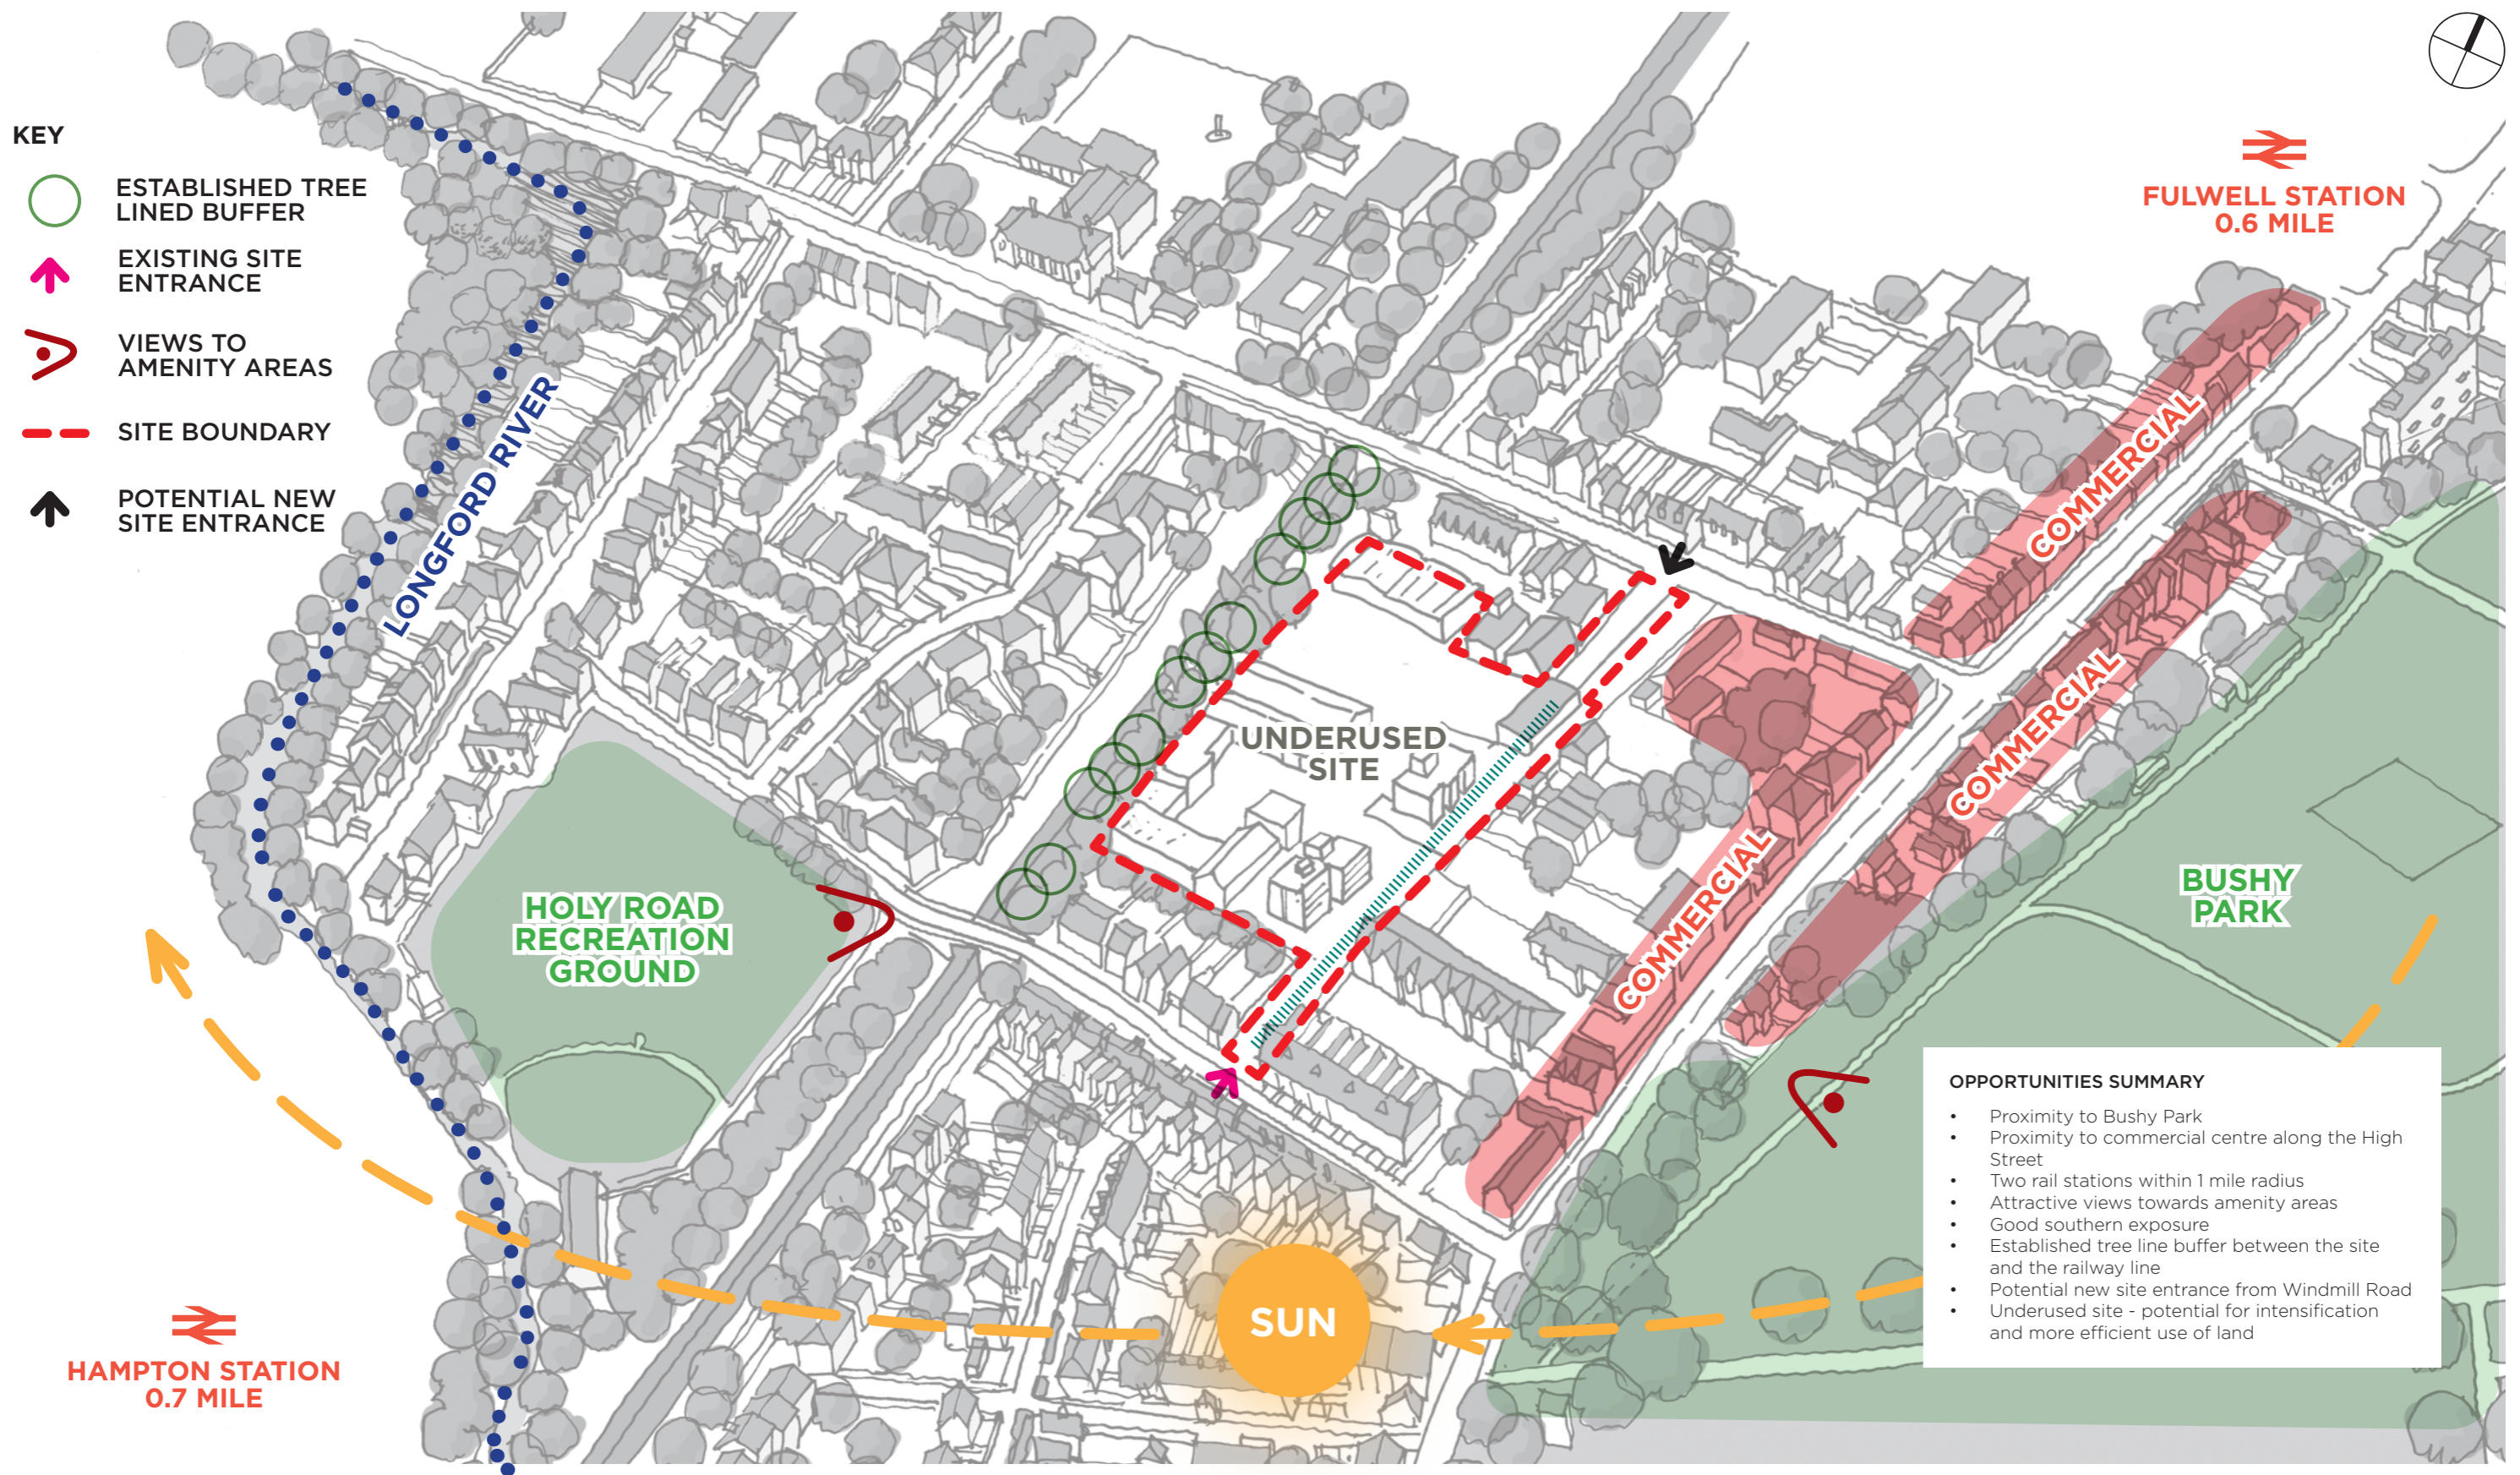 KEY
ESTABLISHED TREE
LINED BUFFER
EXISTING SITE
ENTRANCE
VIEWS TO
AMENITY AREAS
SITE BOUNDARY
POTENTIAL NEW
SITE ENTRANCE
LONGFORD RIVER
FULWELL STATION
0.6 MILE
COMMERCIAL
COMMERCIAL
COMMERCIAL
UNDERUSED
SITE
HOLY ROAD
RECREATION
GROUND
BUSHY
PARK
HAMPTON STATION
0.7 MILE
SUN
OPPORTUNITIES SUMMARY
• Proximity to Bushy Park
• Proximity to commercial centre along the High
Street
• Two rail stations within 1 mile radius
• Attractive views towards amenity areas
• Good southern exposure
• Established tree line buffer between the site
and the railway line
• Potential new site entrance from Windmill Road
• Underused site - potential for intensification
and more efficient use of land